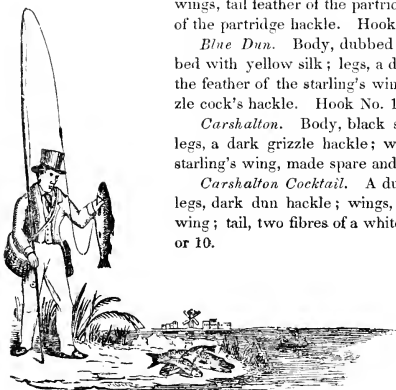 wings, tail feather of the partrid
of the partridge hackle. Hook
Blue Dun. Body, dubbed
bed with yellow silk; legs, a d
the feather of the starling's win
zle cock's hackle. Hook No. 1
Carshalton. Body, black s
legs, a dark grizzle hackle; w
starling's wing, made spare and
Carshalton Cocktail. A du
legs, dark dun hackle; wings,
wing; tail, two fibres of a white
or 10.